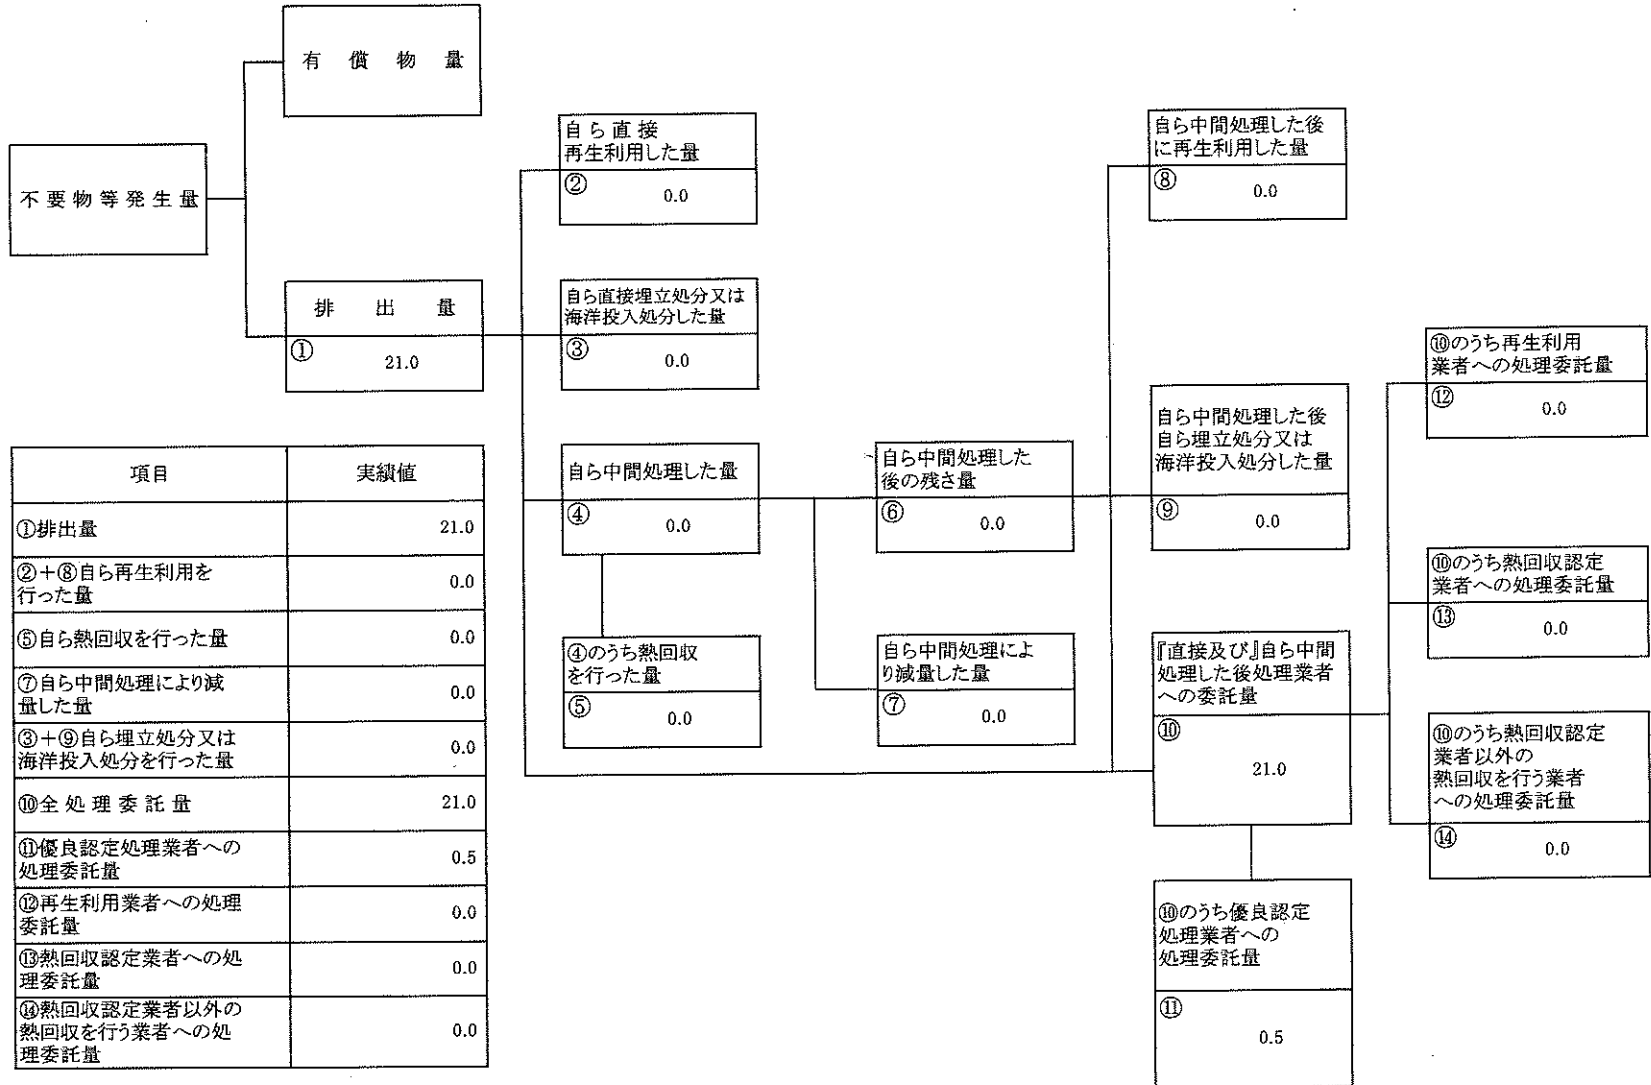 有償物量
不要物等発生量
排出量
①
21.0
自ら直接
再生利用した量
②
0.0
自ら直接埋立処分又は
海洋投入処分した量
③
0.0
自ら中間処理した量
④
0.0
④のうち熱回収
を行った量
⑤
0.0
自ら中間処理した
後の残さ量
⑥
0.0
自ら中間処理によ
り減量した量
⑦
0.0
自ら中間処理した後
に再生利用した量
⑧
0.0
自ら中間処理した後
自ら埋立処分又は
海洋投入処分した量
⑨
0.0
『直接及び』自ら中間
処理した後処理業者
への委託量
⑩
21.0
⑩のうち優良認定
処理業者への
処理委託量
⑪
0.5
⑩のうち再生利用
業者への処理委託量
⑫
0.0
⑩のうち熱回収認定
業者への処理委託量
⑬
0.0
⑩のうち熱回収認定
業者以外の
熱回収を行う業者
への処理委託量
⑭
0.0
項目 実績値
①排出量 21.0
②+⑧自ら再生利用を
行った量 0.0
⑤自ら熱回収を行った量 0.0
⑦自ら中間処理により減
量した量 0.0
③+⑨自ら埋立処分又は
海洋投入処分を行った量 0.0
⑩全処理委託量 21.0
⑪優良認定処理業者への
処理委託量 0.5
⑫再生利用業者への処理
委託量 0.0
⑬熱回収認定業者への処
理委託量 0.0
⑭熱回収認定業者以外の
熱回収を行う業者への処
理委託量 0.0